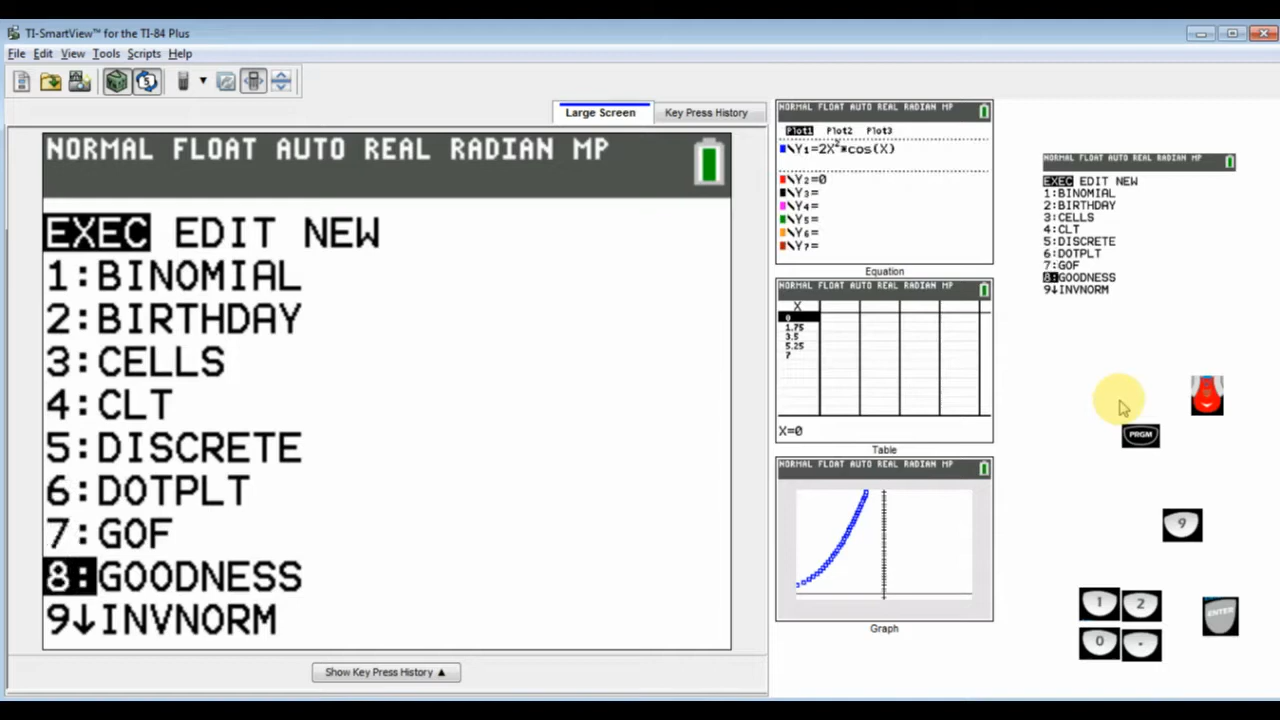 TI-SmartView™ for the TI-84 Plus
File Edit View Tools Scripts Help
Large Screen Key Press History
NORMAL FLOAT AUTO REAL RADIAN MP
EXEC EDIT NEW
1:BINOMIAL
2:BIRTHDAY
3:CELLS
4:CLT
5:DISCRETE
6:DOTPLT
7:GOF
8:GOODNESS
9↓INVNORM
Show Key Press History ▲
NORMAL FLOAT AUTO REAL RADIAN MP
Plot1 Plot2 Plot3
\Y₁=2X²*cos(X)
\Y₂=0
\Y₃=
\Y₄=
\Y₅=
\Y₆=
\Y₇=
Equation
NORMAL FLOAT AUTO REAL RADIAN MP
X
0
1.75
3.5
5.25
7
X=0
Table
NORMAL FLOAT AUTO REAL RADIAN MP
Graph
NORMAL FLOAT AUTO REAL RADIAN MP
EXEC EDIT NEW
1:BINOMIAL
2:BIRTHDAY
3:CELLS
4:CLT
5:DISCRETE
6:DOTPLT
7:GOF
8:GOODNESS
9↓INVNORM
PRGM
9
1 2
0 .
ENTER